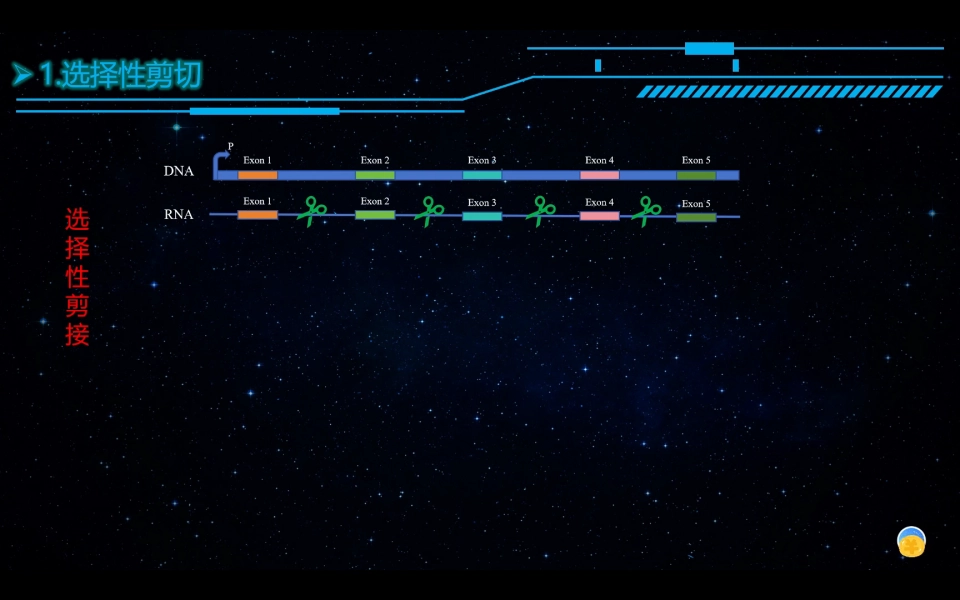 ➤ 1.选择性剪切
P
DNA
Exon 1
Exon 2
Exon 3
Exon 4
Exon 5
RNA
Exon 1
Exon 2
Exon 3
Exon 4
Exon 5
选择性剪接